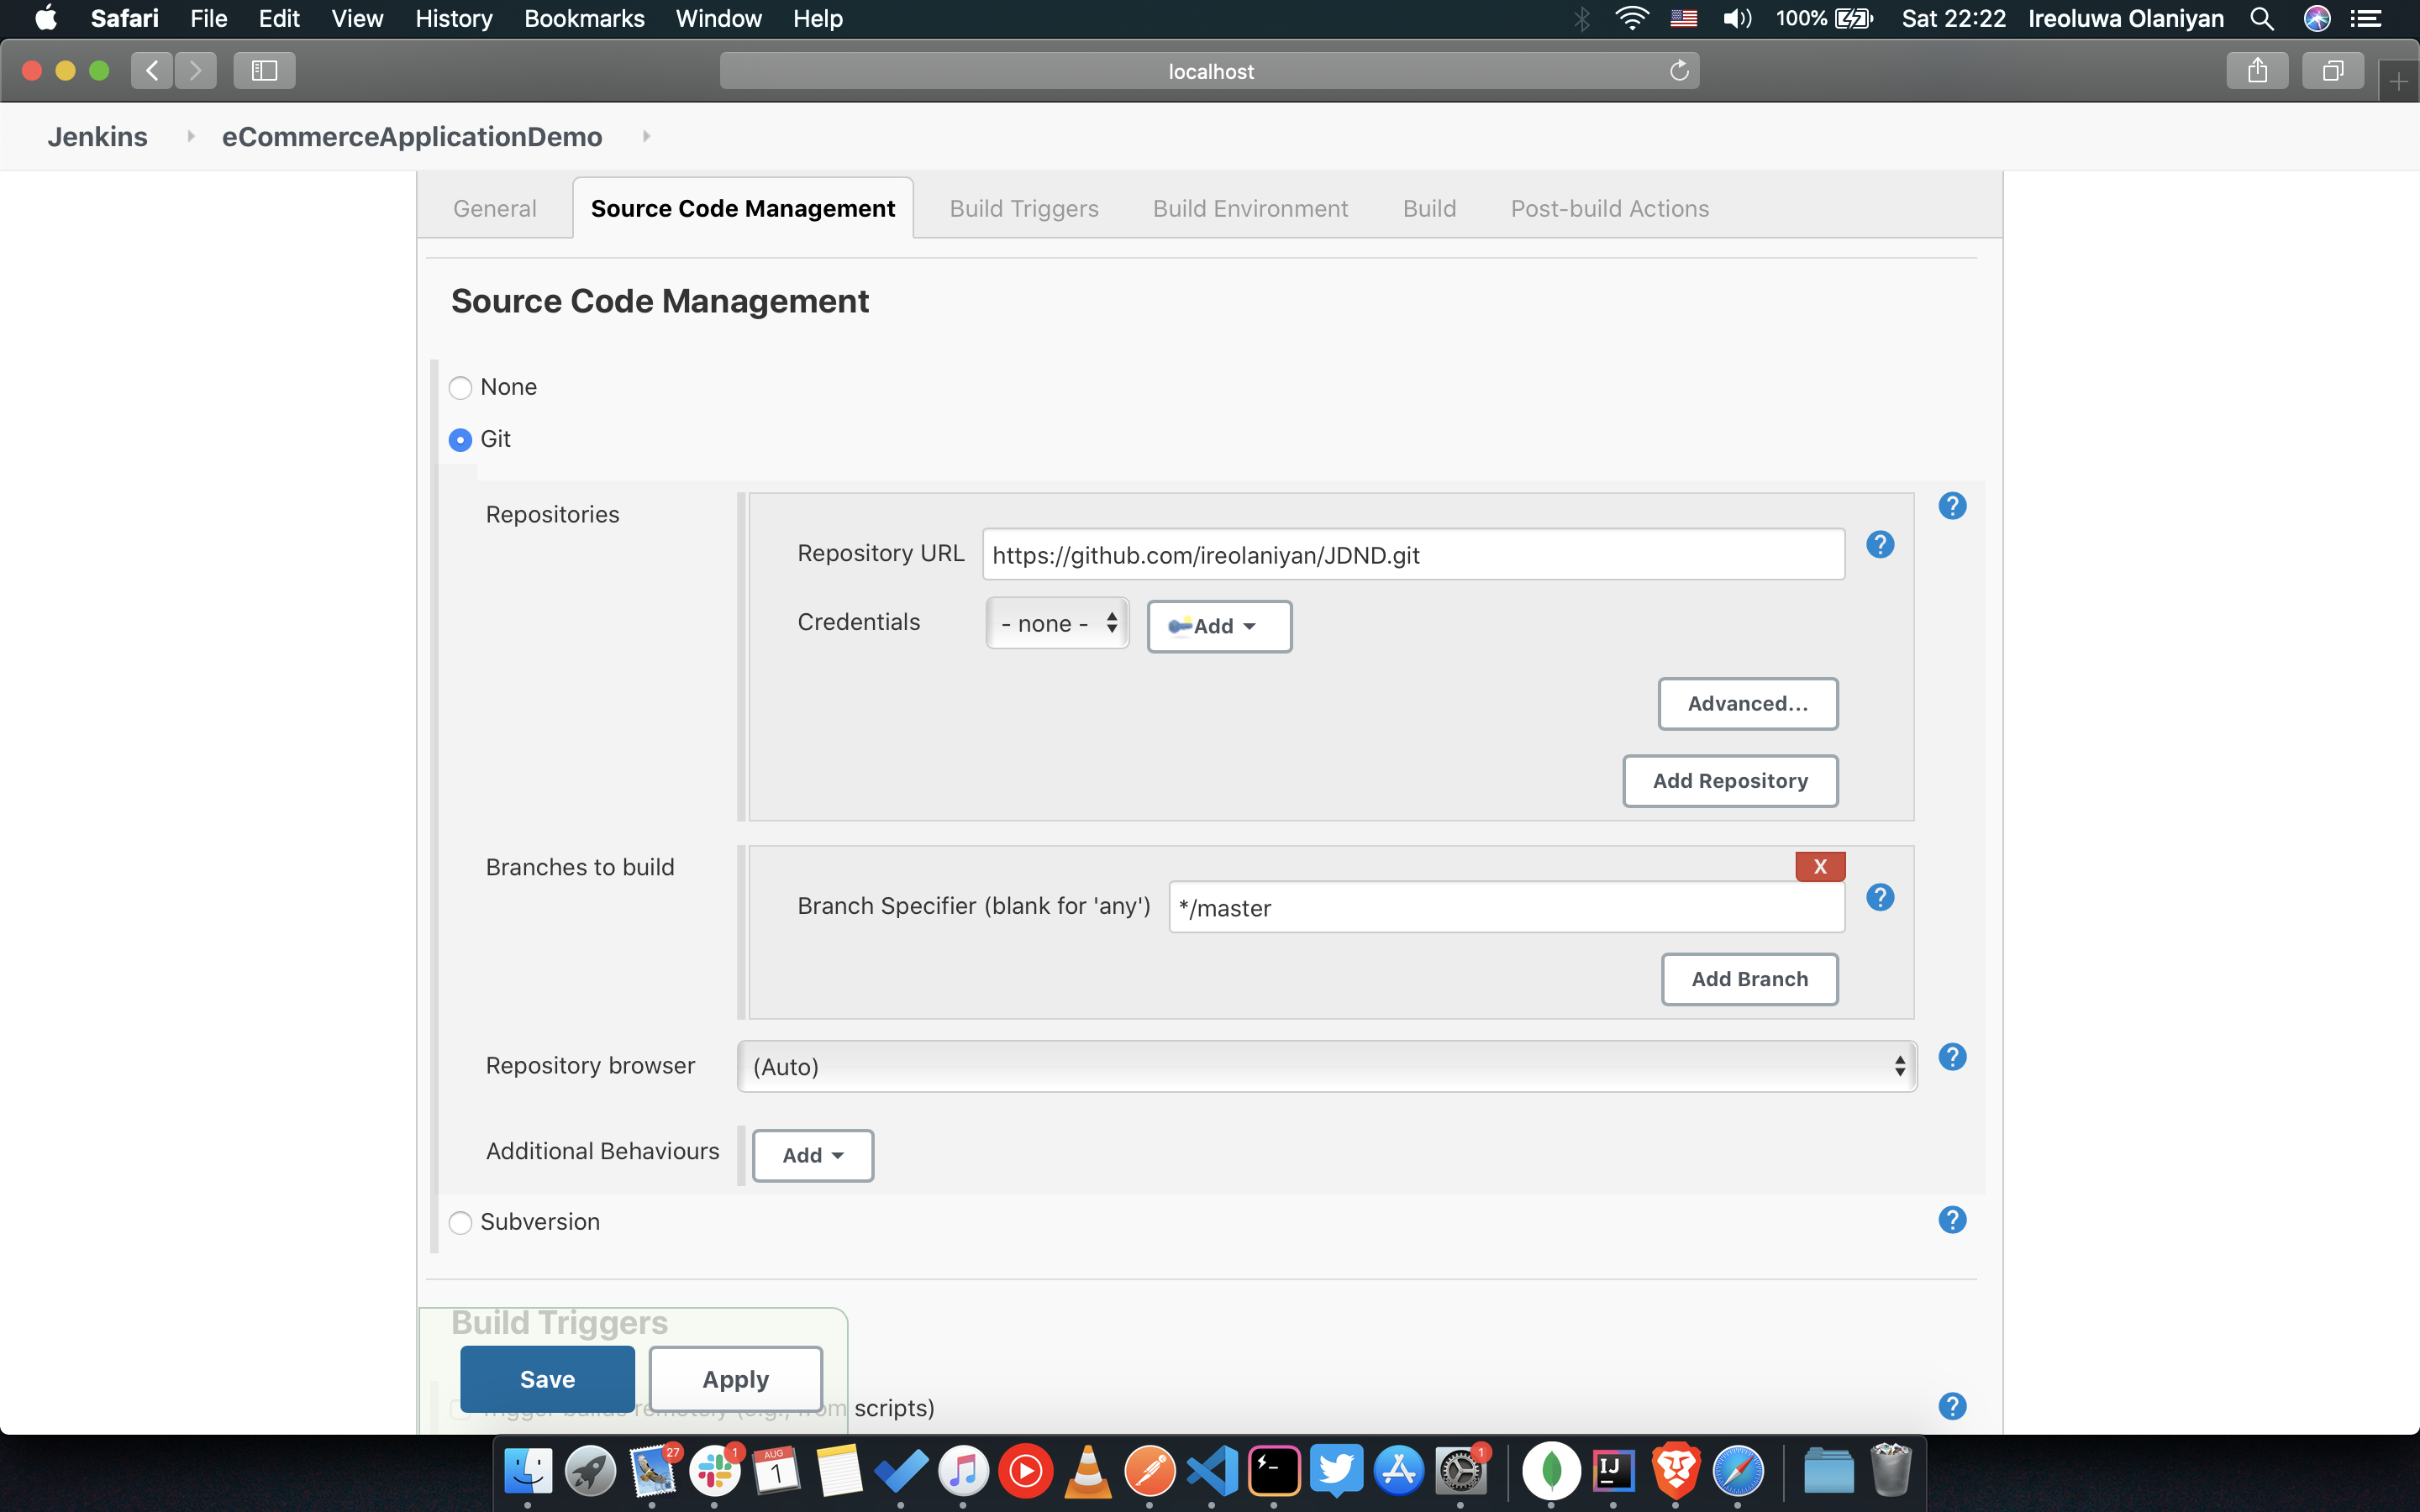 Safari File Edit View History Bookmarks Window Help 100% Sat 22:22 Ireoluwa Olaniyan
localhost
Jenkins eCommerceApplicationDemo
General Source Code Management Build Triggers Build Environment Build Post-build Actions
Source Code Management
None
Git
Repositories
?
Repository URL https://github.com/ireolaniyan/JDND.git ?
Credentials - none - Add
Advanced...
Add Repository
Branches to build
X
Branch Specifier (blank for 'any') */master ?
Add Branch
Repository browser (Auto) ?
Additional Behaviours Add
Subversion ?
Build Triggers
Save Apply
Trigger builds remotely (e.g., from scripts) ?
27 1 AUG 1 1
IJ